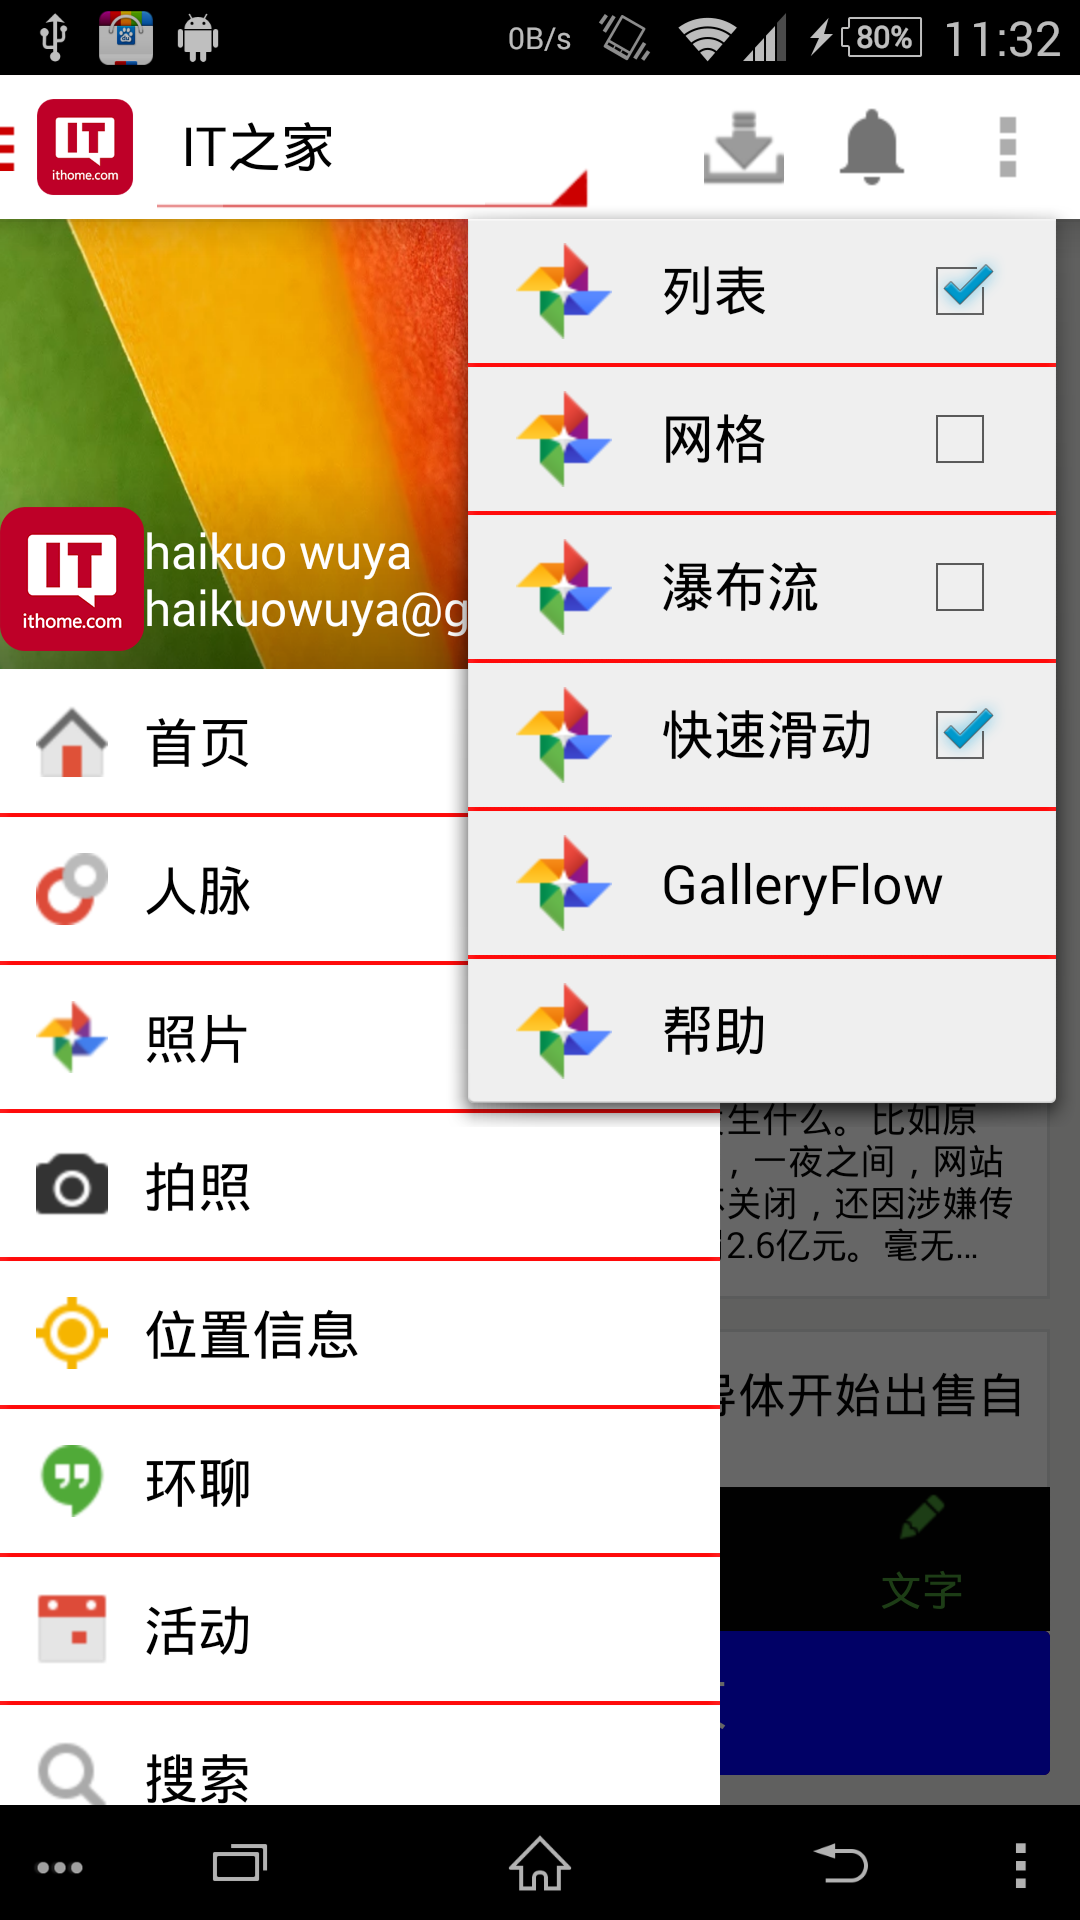 0B/s
80%
11:32
IT
ithome.com
IT之家
列表
网格
瀑布流
快速滑动
GalleryFlow
帮助
IT
ithome.com
haikuo wuya
haikuowuya@g
首页
人脉
照片
拍照
位置信息
环聊
活动
搜索
生什么。比如原
，一夜之间，网站
关闭，还因涉嫌传
2.6亿元。毫无...
体开始出售自
文字